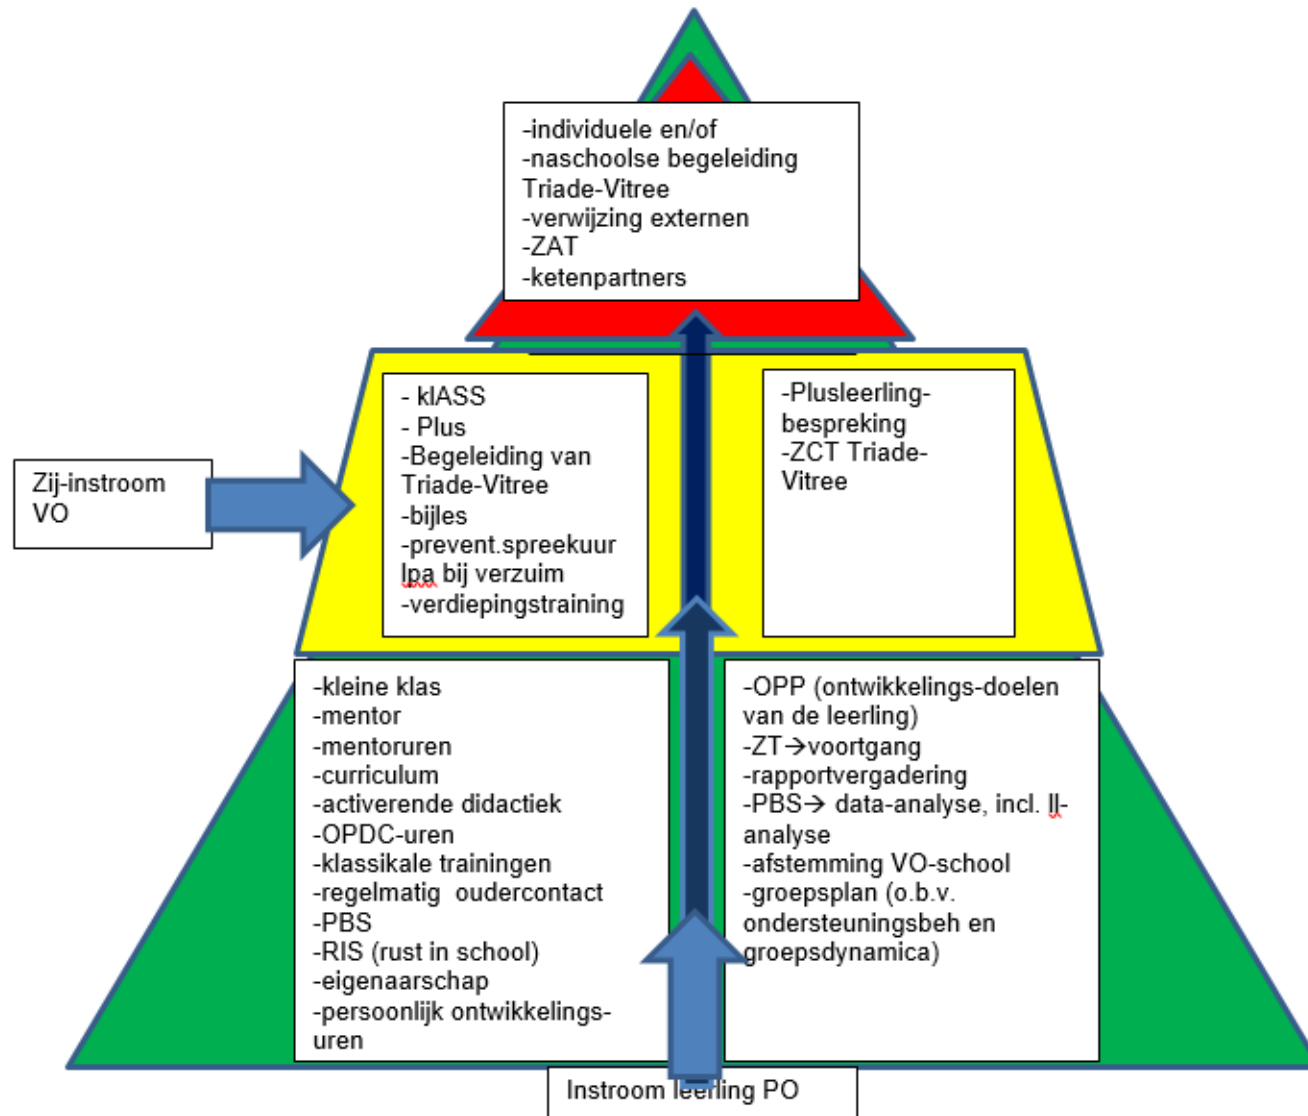 -individuele en/of
-naschoolse begeleiding
Triade-Vitree
-verwijzing externen
-ZAT
-ketenpartners
- klASS
- Plus
-Begeleiding van
Triade-Vitree
-bijles
-prevent.spreekuur
lpa bij verzuim
-verdiepingstraining
-Plusleerling-
bespreking
-ZCT Triade-
Vitree
Zij-instroom
VO
-kleine klas
-mentor
-mentoruren
-curriculum
-activerende didactiek
-OPDC-uren
-klassikale trainingen
-regelmatig  oudercontact
-PBS
-RIS (rust in school)
-eigenaarschap
-persoonlijk ontwikkelings-
uren
-OPP (ontwikkelings-doelen
van de leerling)
-ZT→voortgang
-rapportvergadering
-PBS→ data-analyse, incl. ll-
analyse
-afstemming VO-school
-groepsplan (o.b.v.
ondersteuningsbeh en
groepsdynamica)
Instroom leerling PO